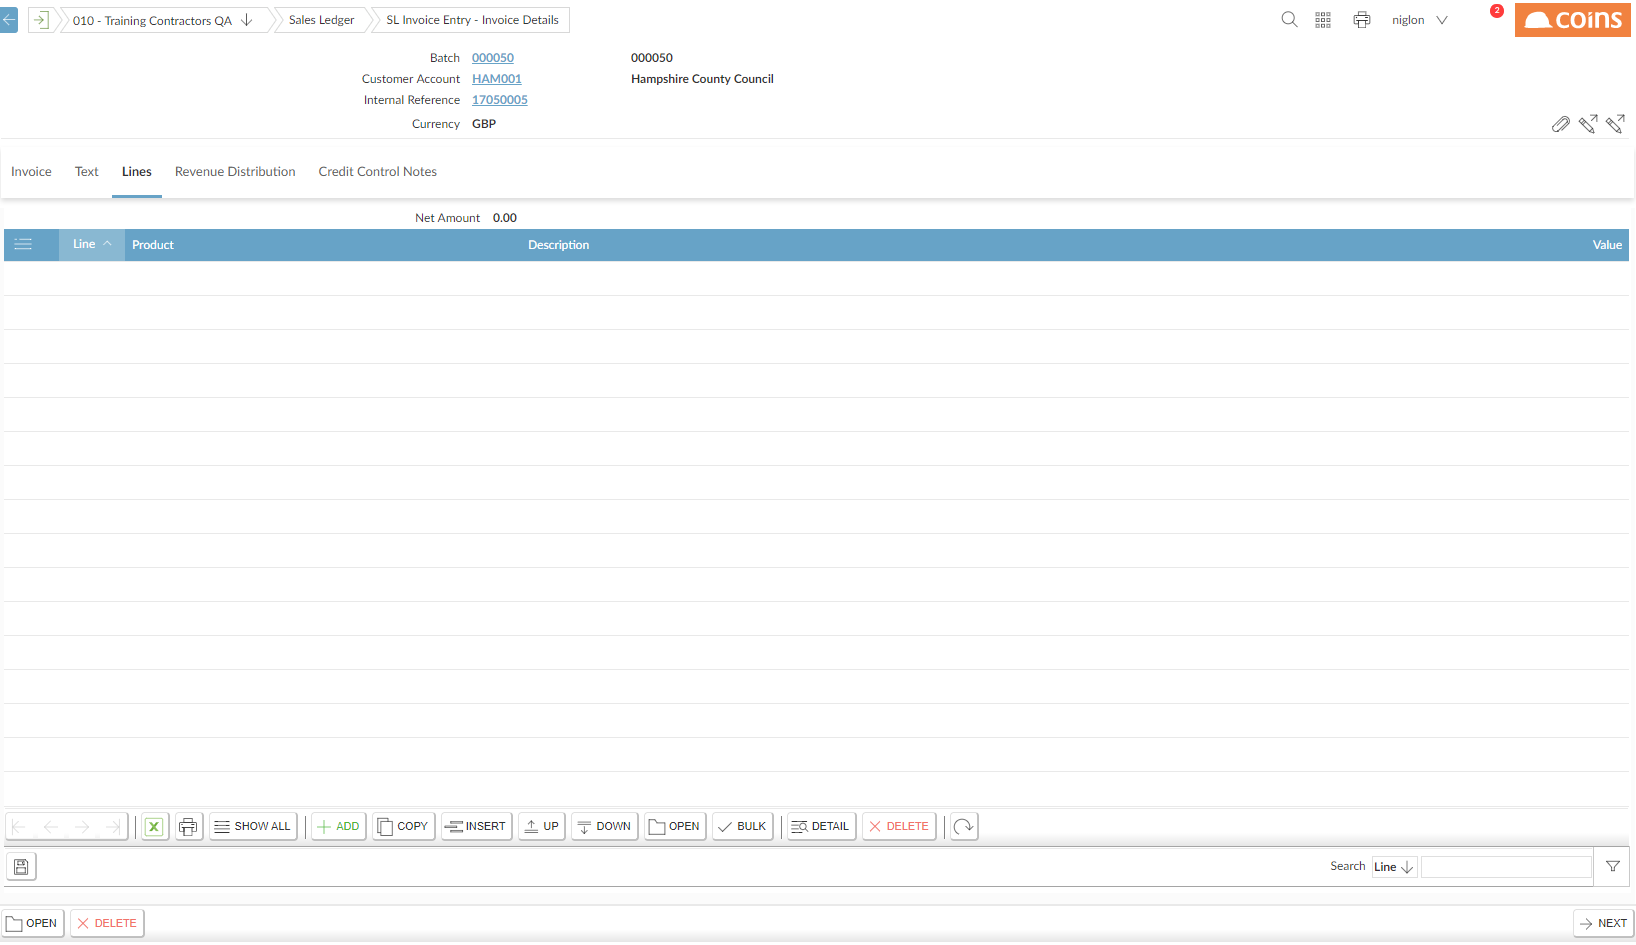 010 - Training Contractors QA Sales Ledger SL Invoice Entry - Invoice Details niglon 2 coins
Batch 000050 000050
Customer Account HAM001 Hampshire County Council
Internal Reference 17050005
Currency GBP
Invoice Text Lines Revenue Distribution Credit Control Notes
Net Amount 0.00
Line Product Description Value
SHOW ALL ADD COPY INSERT UP DOWN OPEN BULK DETAIL DELETE
Search Line
OPEN DELETE NEXT